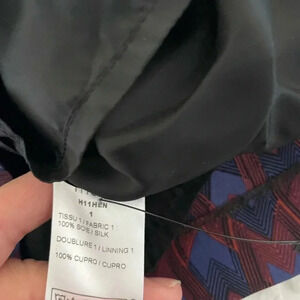 H11HEN
1
TISSU 1 / FABRIC 1
100% SOIE / SILK
DOUBLURE 1 / LINNING 1
100% CUPRO / CUPRO